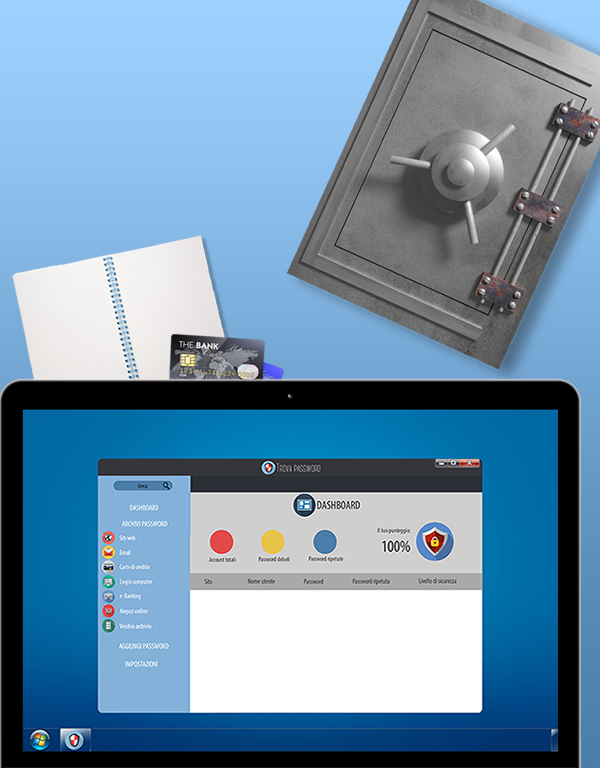 THE BANK
TROVA PASSWORD
Cerca
DASHBOARD
ARCHIVI PASSWORD
Siti web
Email
Carte di credito
Login computer
e-Banking
Negozi online
Vecchio archivio
AGGIUNGI PASSWORD
IMPOSTAZIONI
DASHBOARD
Account totali
Password deboli
Password ripetute
Il tuo punteggio:
100%
Sito Nome utente Password Password ripetuta Livello di sicurezza